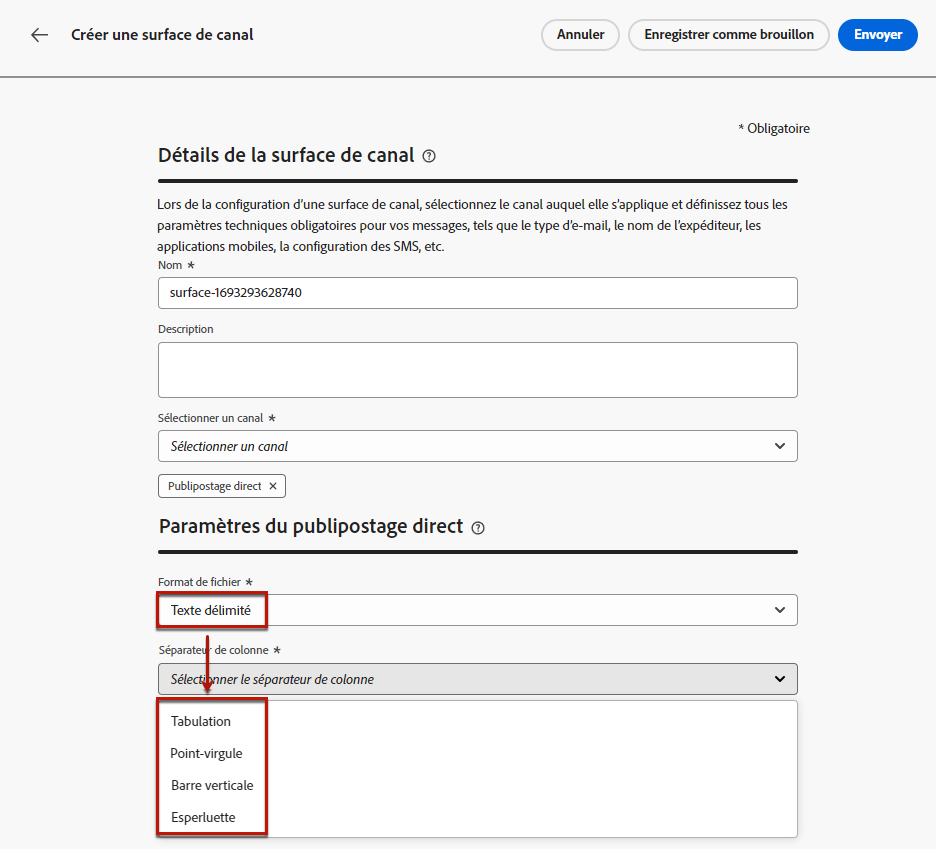 Créer une surface de canal
Annuler
Enregistrer comme brouillon
Envoyer
* Obligatoire
Détails de la surface de canal
Lors de la configuration d’une surface de canal, sélectionnez le canal auquel elle s’applique et définissez tous les
paramètres techniques obligatoires pour vos messages, tels que le type d’e-mail, le nom de l’expéditeur, les
applications mobiles, la configuration des SMS, etc.
Nom *
surface-1693293628740
Description
Sélectionner un canal *
Sélectionner un canal
Publipostage direct
Paramètres du publipostage direct
Format de fichier *
Texte délimité
Séparateur de colonne *
Sélectionner le séparateur de colonne
Tabulation
Point-virgule
Barre verticale
Esperluette